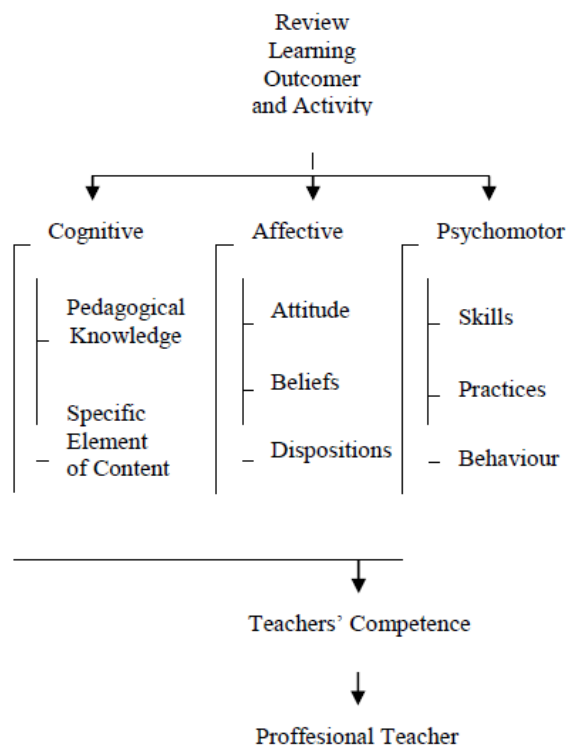 Review
Learning
Outcomer
and Activity
Cognitive
Affective
Psychomotor
Pedagogical
Knowledge
Specific
Element
of Content
Attitude
Beliefs
Dispositions
Skills
Practices
Behaviour
Teachers' Competence
Proffesional Teacher